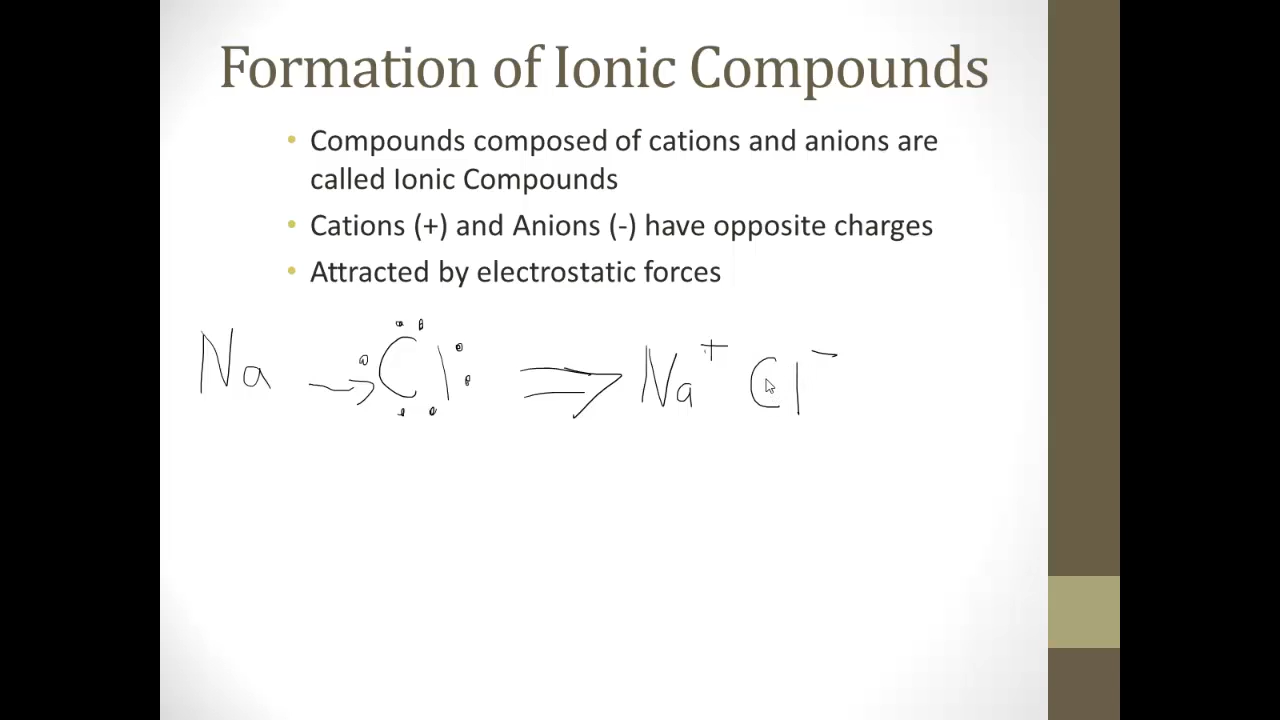 Formation of Ionic Compounds
• Compounds composed of cations and anions are
called Ionic Compounds
• Cations (+) and Anions (-) have opposite charges
• Attracted by electrostatic forces
Na → Cl ⇒ Na⁺ Cl⁻